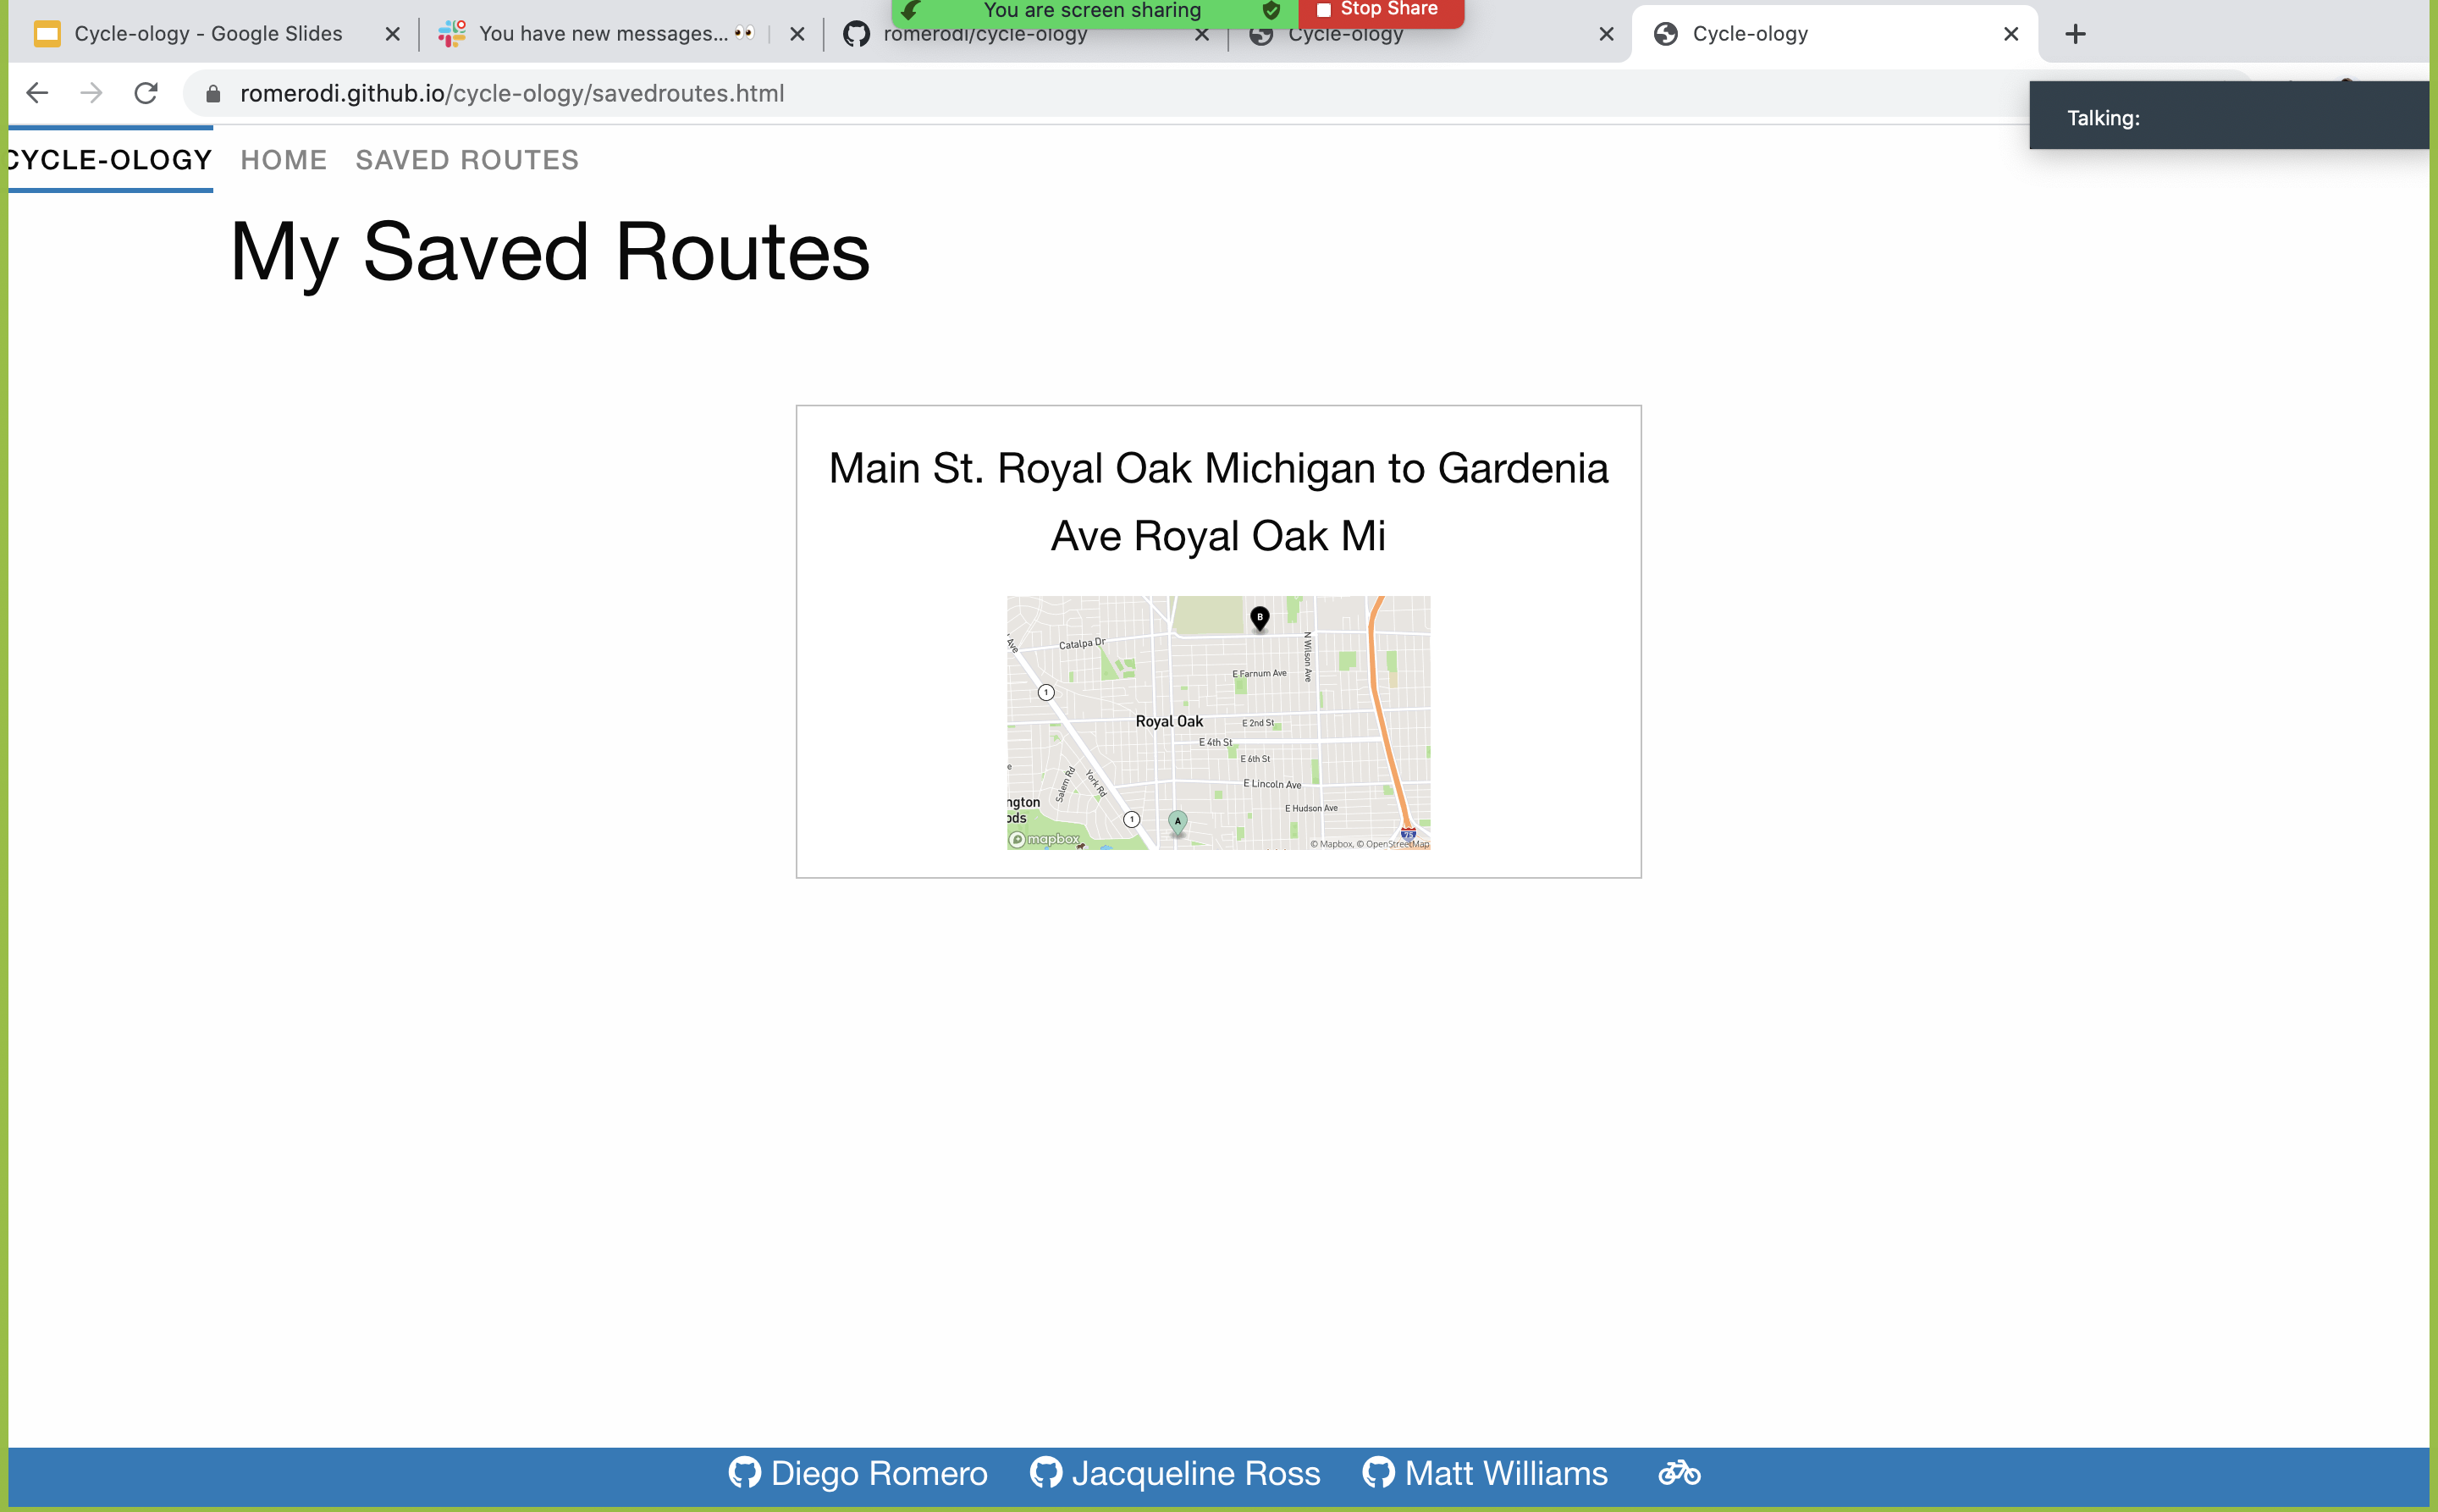 You are screen sharing Stop Share
Cycle-ology - Google Slides You have new messages... romerodi/cycle-ology Cycle-ology Cycle-ology
romerodi.github.io/cycle-ology/savedroutes.html
Talking:
CYCLE-OLOGY HOME SAVED ROUTES
My Saved Routes
Main St. Royal Oak Michigan to Gardenia
Ave Royal Oak Mi
B
Ave
Catalpa Dr
N Wilson Ave
E Farnum Ave
1
Royal Oak
E 2nd St
E 4th St
E 6th St
e
Salem Rd
York Rd
E Lincoln Ave
ngton
ods
E Hudson Ave
1
A
75
mapbox
© Mapbox, © OpenStreetMap
Diego Romero Jacqueline Ross Matt Williams